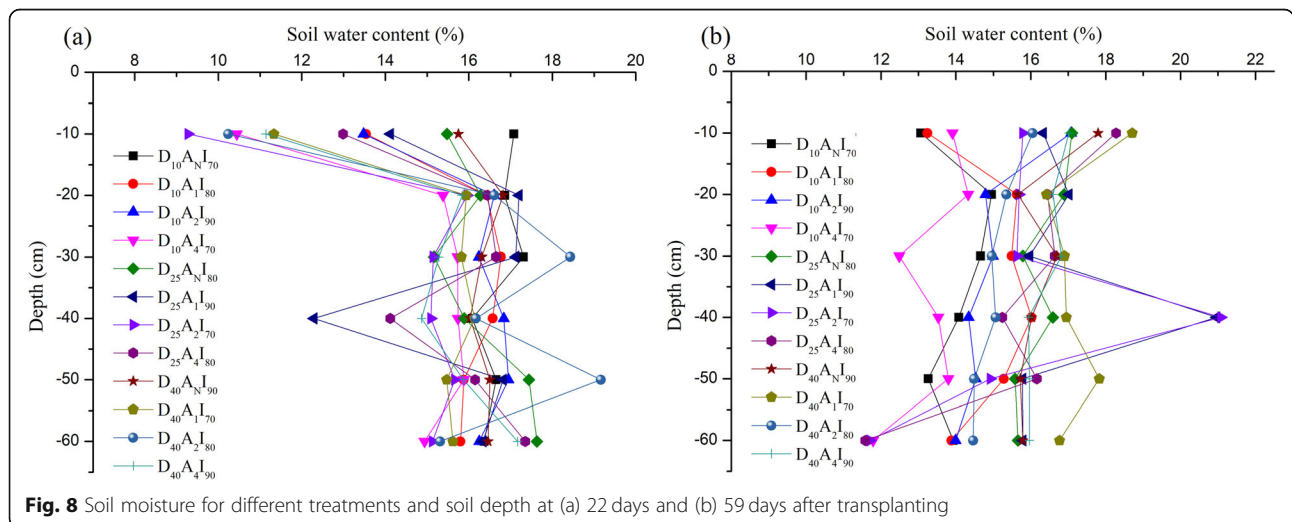 (a)
Soil water content (%)
8 10 12 14 16 18 20
0
-10
-20
-30
-40
-50
-60
Depth (cm)
D10ANI70
D10A1I80
D10A2I90
D10A4I70
D25ANI80
D25A1I90
D25A2I70
D25A4I80
D40ANI90
D40A1I70
D40A2I80
D40A4I90
(b)
Soil water content (%)
8 10 12 14 16 18 20 22
0
-10
-20
-30
-40
-50
-60
Depth (cm)
D10ANI70
D10A1I80
D10A2I90
D10A4I70
D25ANI80
D25A1I90
D25A2I70
D25A4I80
D40ANI90
D40A1I70
D40A2I80
D40A4I90
Fig. 8 Soil moisture for different treatments and soil depth at (a) 22 days and (b) 59 days after transplanting